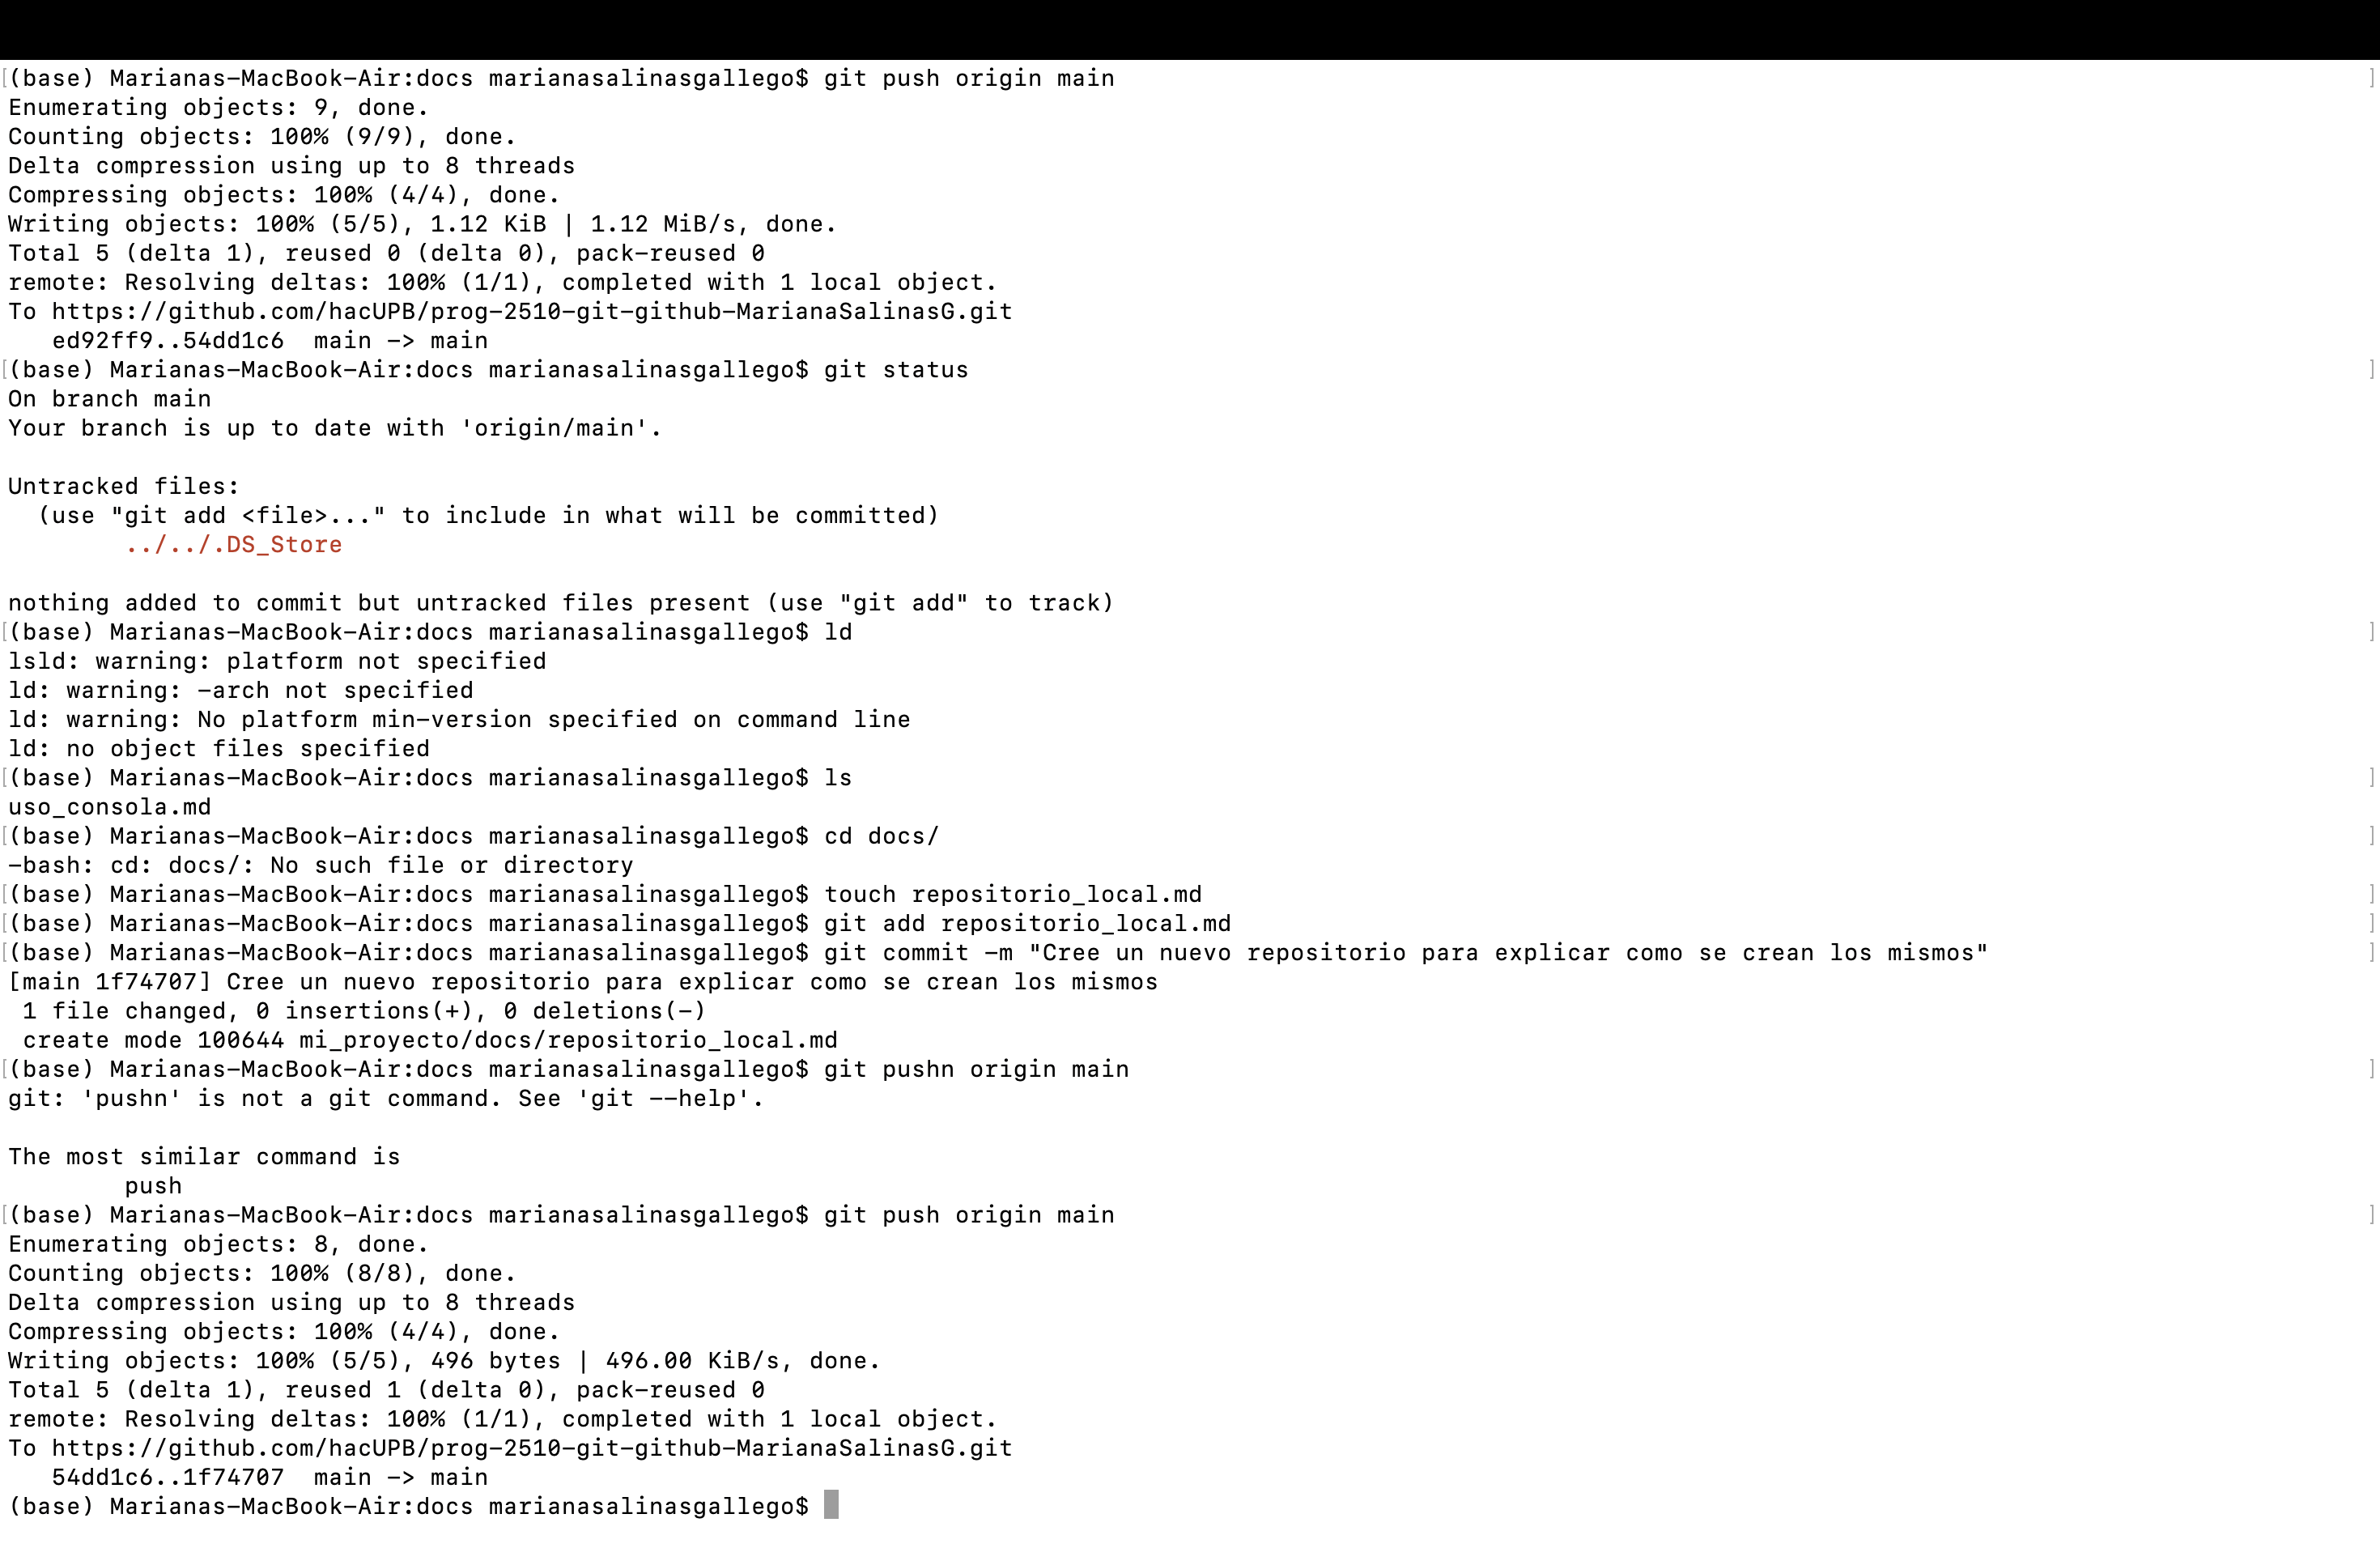 [(base) Marianas-MacBook-Air:docs marianasalinasgallego$ git push origin main ]
Enumerating objects: 9, done.
Counting objects: 100% (9/9), done.
Delta compression using up to 8 threads
Compressing objects: 100% (4/4), done.
Writing objects: 100% (5/5), 1.12 KiB | 1.12 MiB/s, done.
Total 5 (delta 1), reused 0 (delta 0), pack-reused 0
remote: Resolving deltas: 100% (1/1), completed with 1 local object.
To https://github.com/hacUPB/prog-2510-git-github-MarianaSalinasG.git
   ed92ff9..54dd1c6  main -> main
[(base) Marianas-MacBook-Air:docs marianasalinasgallego$ git status ]
On branch main
Your branch is up to date with 'origin/main'.

Untracked files:
  (use "git add <file>..." to include in what will be committed)
        ../../.DS_Store

nothing added to commit but untracked files present (use "git add" to track)
[(base) Marianas-MacBook-Air:docs marianasalinasgallego$ ld ]
lsld: warning: platform not specified
ld: warning: -arch not specified
ld: warning: No platform min-version specified on command line
ld: no object files specified
[(base) Marianas-MacBook-Air:docs marianasalinasgallego$ ls ]
uso_consola.md
[(base) Marianas-MacBook-Air:docs marianasalinasgallego$ cd docs/ ]
-bash: cd: docs/: No such file or directory
[(base) Marianas-MacBook-Air:docs marianasalinasgallego$ touch repositorio_local.md ]
[(base) Marianas-MacBook-Air:docs marianasalinasgallego$ git add repositorio_local.md ]
[(base) Marianas-MacBook-Air:docs marianasalinasgallego$ git commit -m "Cree un nuevo repositorio para explicar como se crean los mismos" ]
[main 1f74707] Cree un nuevo repositorio para explicar como se crean los mismos
 1 file changed, 0 insertions(+), 0 deletions(-)
 create mode 100644 mi_proyecto/docs/repositorio_local.md
[(base) Marianas-MacBook-Air:docs marianasalinasgallego$ git pushn origin main ]
git: 'pushn' is not a git command. See 'git --help'.

The most similar command is
        push
[(base) Marianas-MacBook-Air:docs marianasalinasgallego$ git push origin main ]
Enumerating objects: 8, done.
Counting objects: 100% (8/8), done.
Delta compression using up to 8 threads
Compressing objects: 100% (4/4), done.
Writing objects: 100% (5/5), 496 bytes | 496.00 KiB/s, done.
Total 5 (delta 1), reused 1 (delta 0), pack-reused 0
remote: Resolving deltas: 100% (1/1), completed with 1 local object.
To https://github.com/hacUPB/prog-2510-git-github-MarianaSalinasG.git
   54dd1c6..1f74707  main -> main
(base) Marianas-MacBook-Air:docs marianasalinasgallego$